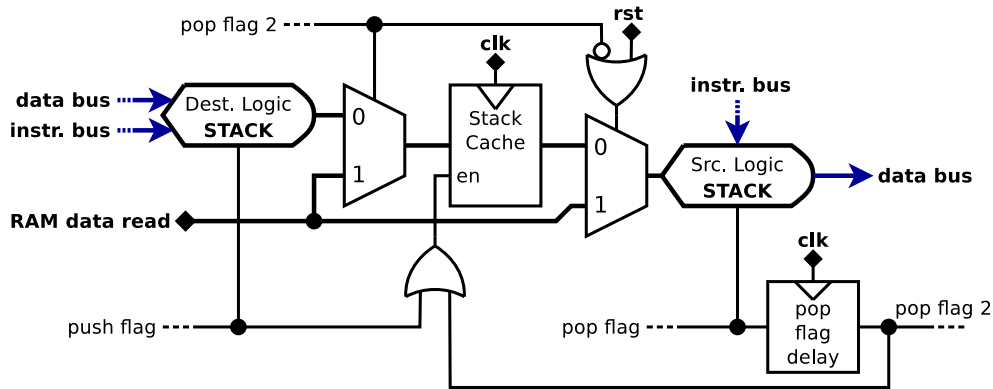 pop flag 2
rst
clk
instr. bus
data bus
Dest. Logic
instr. bus
STACK
0
Stack
Cache
0
Src. Logic
STACK
data bus
1
en
1
RAM data read
clk
push flag
pop flag
pop
flag
delay
pop flag 2